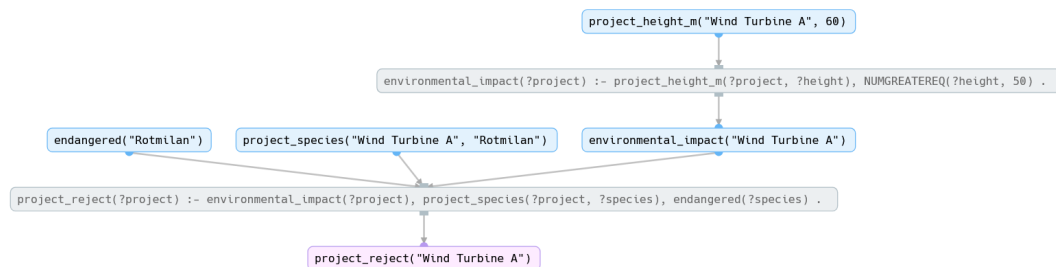 project_height_m("Wind Turbine A", 60)
environmental_impact(?project) :- project_height_m(?project, ?height), NUMGREATEREQ(?height, 50) .
endangered("Rotmilan")
project_species("Wind Turbine A", "Rotmilan")
environmental_impact("Wind Turbine A")
project_reject(?project) :- environmental_impact(?project), project_species(?project, ?species), endangered(?species) .
project_reject("Wind Turbine A")